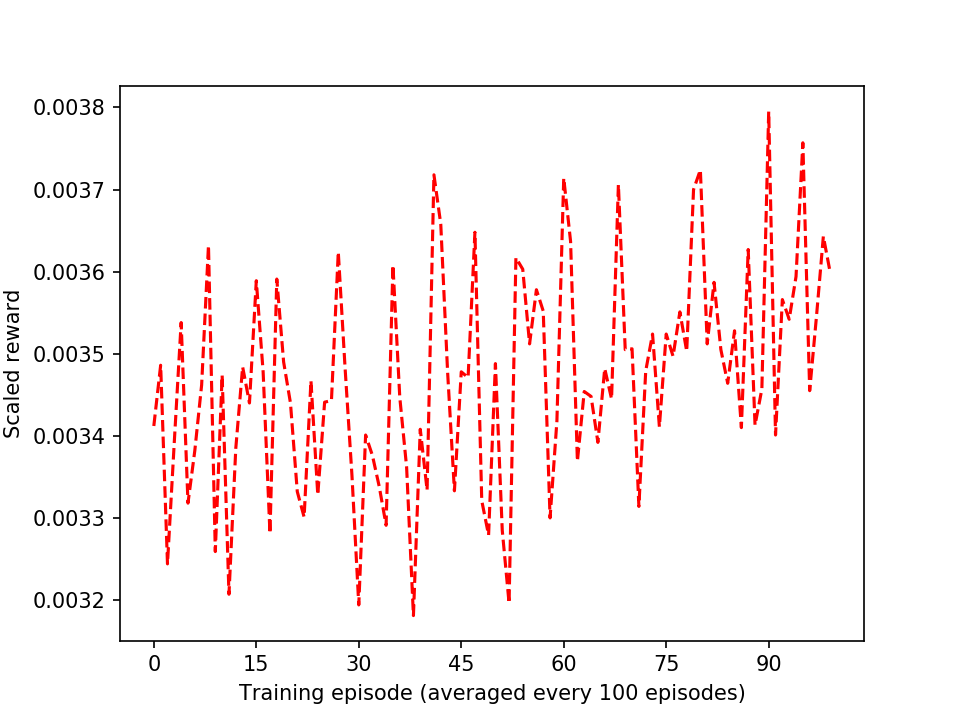 0.0038
0.0037
0.0036
0.0035
0.0034
0.0033
0.0032
Scaled reward
0 15 30 45 60 75 90
Training episode (averaged every 100 episodes)